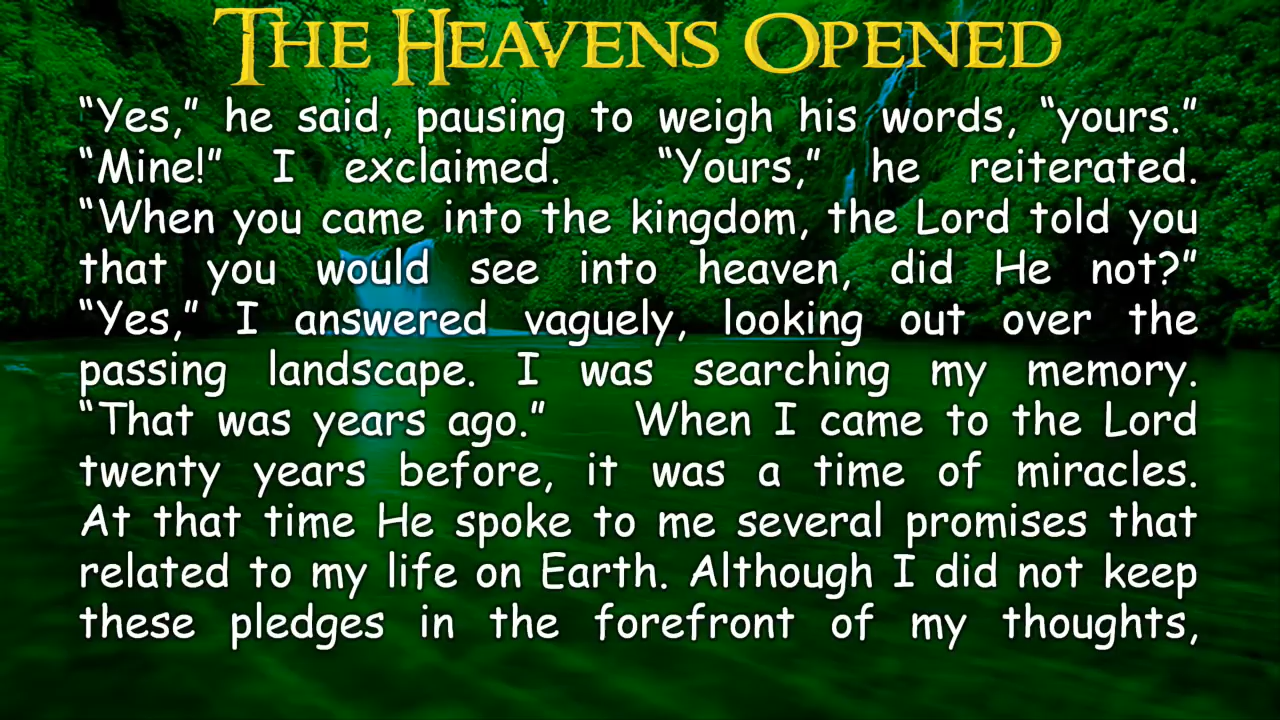 THE HEAVENS OPENED
“Yes,” he said, pausing to weigh his words, “yours.”
“Mine!” I exclaimed. “Yours,” he reiterated.
“When you came into the kingdom, the Lord told you
that you would see into heaven, did He not?”
“Yes,” I answered vaguely, looking out over the
passing landscape. I was searching my memory.
“That was years ago.” When I came to the Lord
twenty years before, it was a time of miracles.
At that time He spoke to me several promises that
related to my life on Earth. Although I did not keep
these pledges in the forefront of my thoughts,